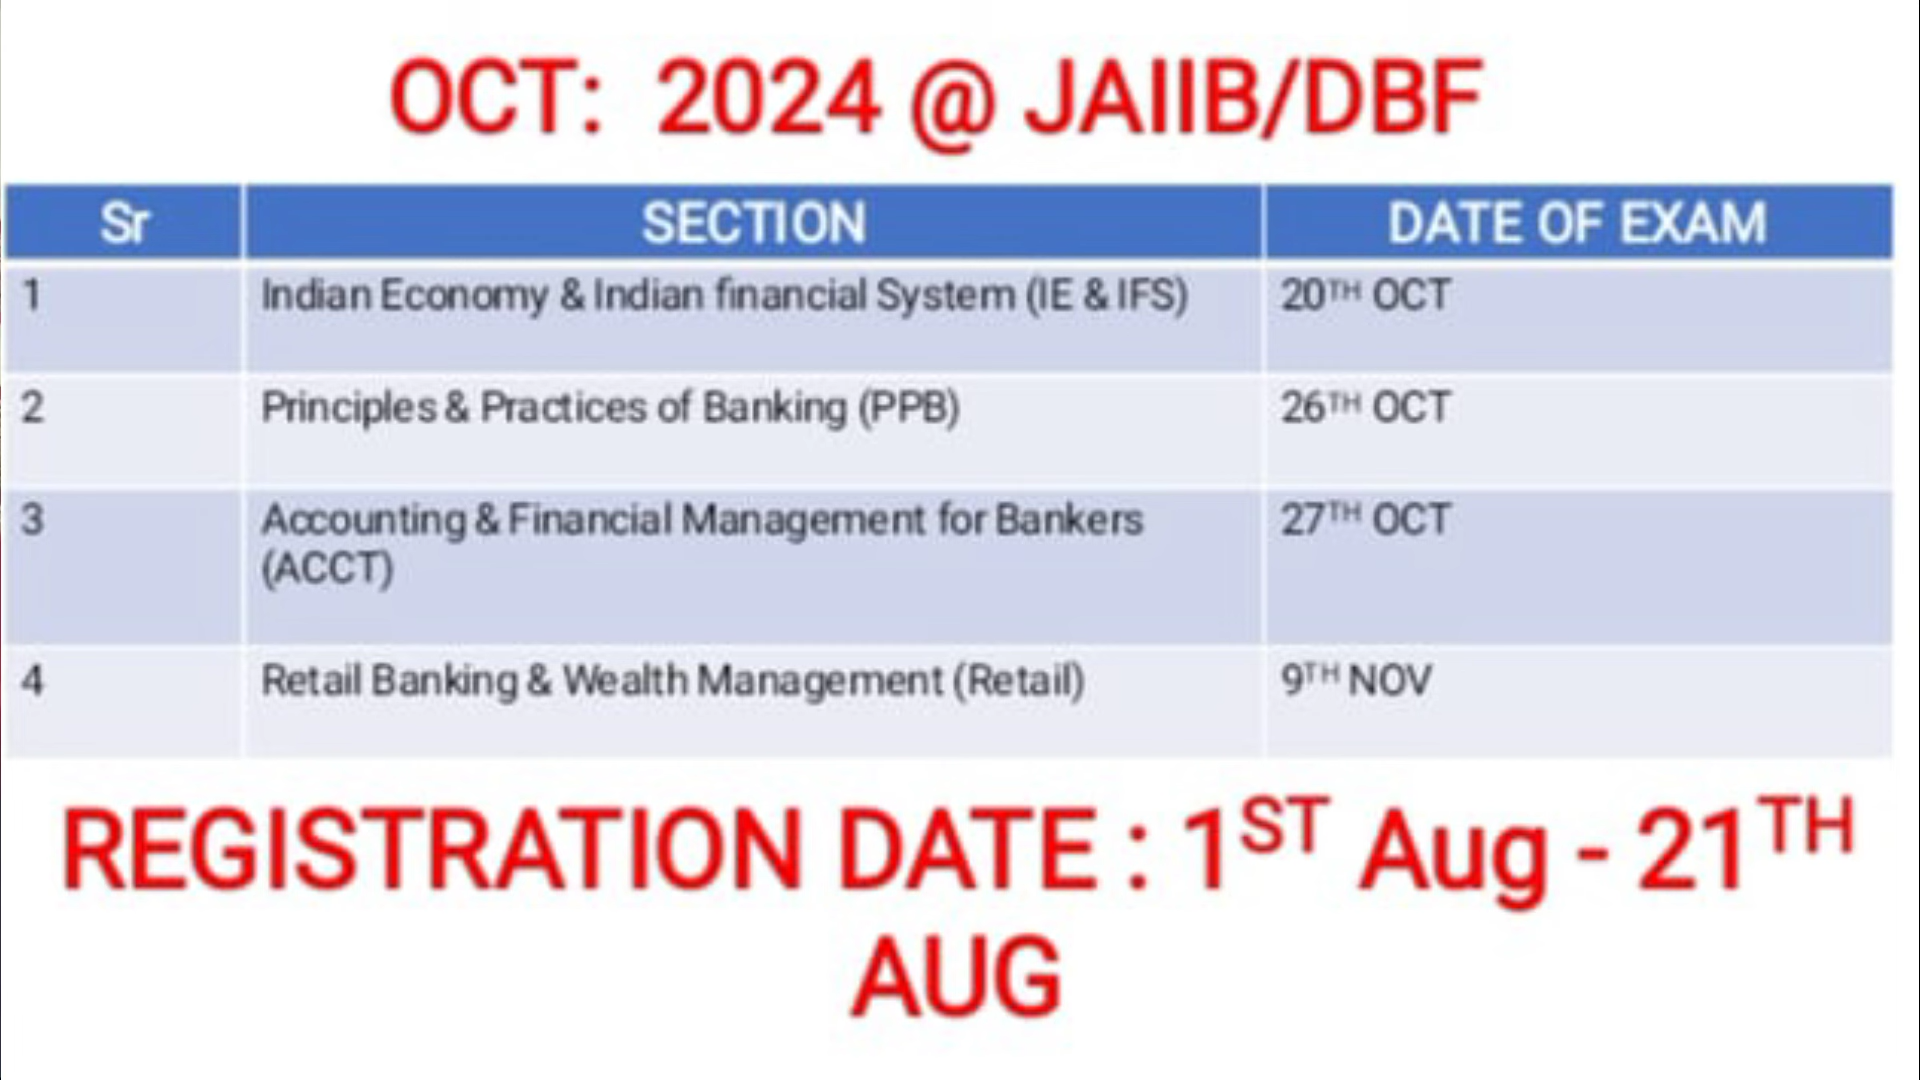 OCT: 2024 @ JAIIB/DBF
Sr SECTION DATE OF EXAM
1 Indian Economy & Indian financial System (IE & IFS) 20TH OCT
2 Principles & Practices of Banking (PPB) 26TH OCT
3 Accounting & Financial Management for Bankers 27TH OCT
(ACCT)
4 Retail Banking & Wealth Management (Retail) 9TH NOV
REGISTRATION DATE : 1ST Aug - 21TH
AUG